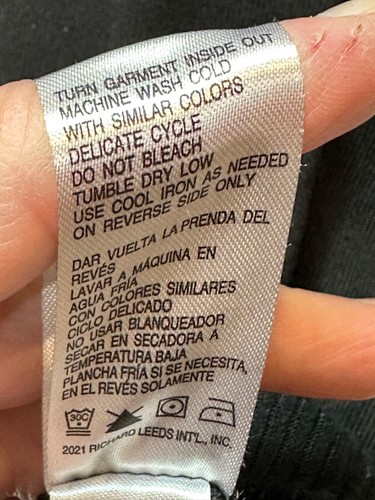 TURN GARMENT INSIDE OUT
MACHINE WASH COLD
WITH SIMILAR COLORS
DELICATE CYCLE
DO NOT BLEACH
TUMBLE DRY LOW
USE COOL IRON AS NEEDED
ON REVERSE SIDE ONLY
DAR VUELTA LA PRENDA DEL
REVÉS
LAVAR A MÁQUINA EN
AGUA FRÍA
CON COLORES SIMILARES
CICLO DELICADO
NO USAR BLANQUEADOR
SECAR EN SECADORA Á
TEMPERATURA BAJA
PLANCHA FRÍA SI SE NECESITA,
EN EL REVÉS SOLAMENTE
30C
2021 RICHARD LEEDS INT'L., INC.